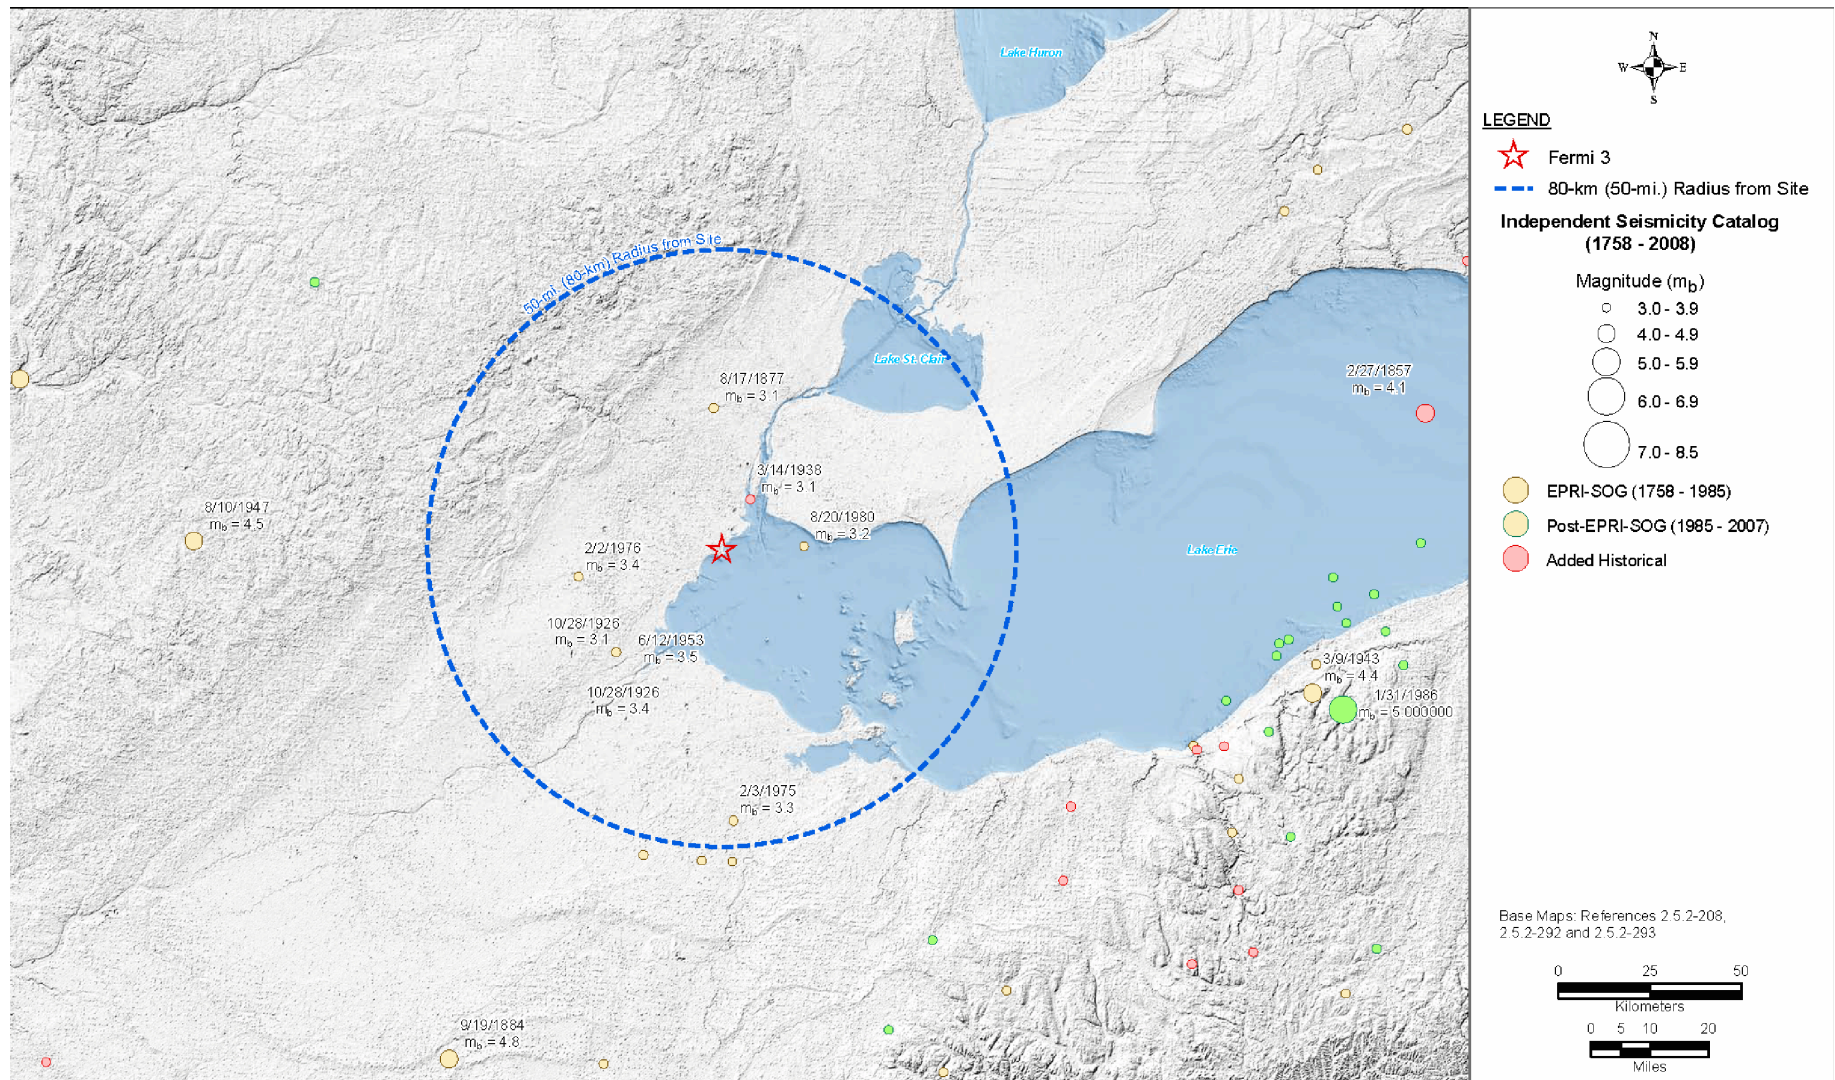 Lake Huron
50-mi. (80-km) Radius from Site
Lake St. Clair
8/17/1877
mb = 3.1
2/27/1857
mb = 4.1
3/14/1938
mb = 3.1
8/10/1947
mb = 4.5
8/20/1980
mb = 3.2
2/2/1976
mb = 3.4
Lake Erie
10/28/1926
mb = 3.1
6/12/1953
mb = 3.5
10/28/1926
mb = 3.4
3/9/1943
mb = 4.4
1/31/1986
mb = 5.000000
2/3/1975
mb = 3.3
9/19/1884
mb = 4.8
N
W E
S
LEGEND
Fermi 3
80-km (50-mi.) Radius from Site
Independent Seismicity Catalog
(1758 - 2008)
Magnitude (mb)
3.0 - 3.9
4.0 - 4.9
5.0 - 5.9
6.0 - 6.9
7.0 - 8.5
EPRI-SOG (1758 - 1985)
Post-EPRI-SOG (1985 - 2007)
Added Historical
Base Maps: References 2.5.2-208,
2.5.2-292 and 2.5.2-293
0 25 50
Kilometers
0 5 10 20
Miles